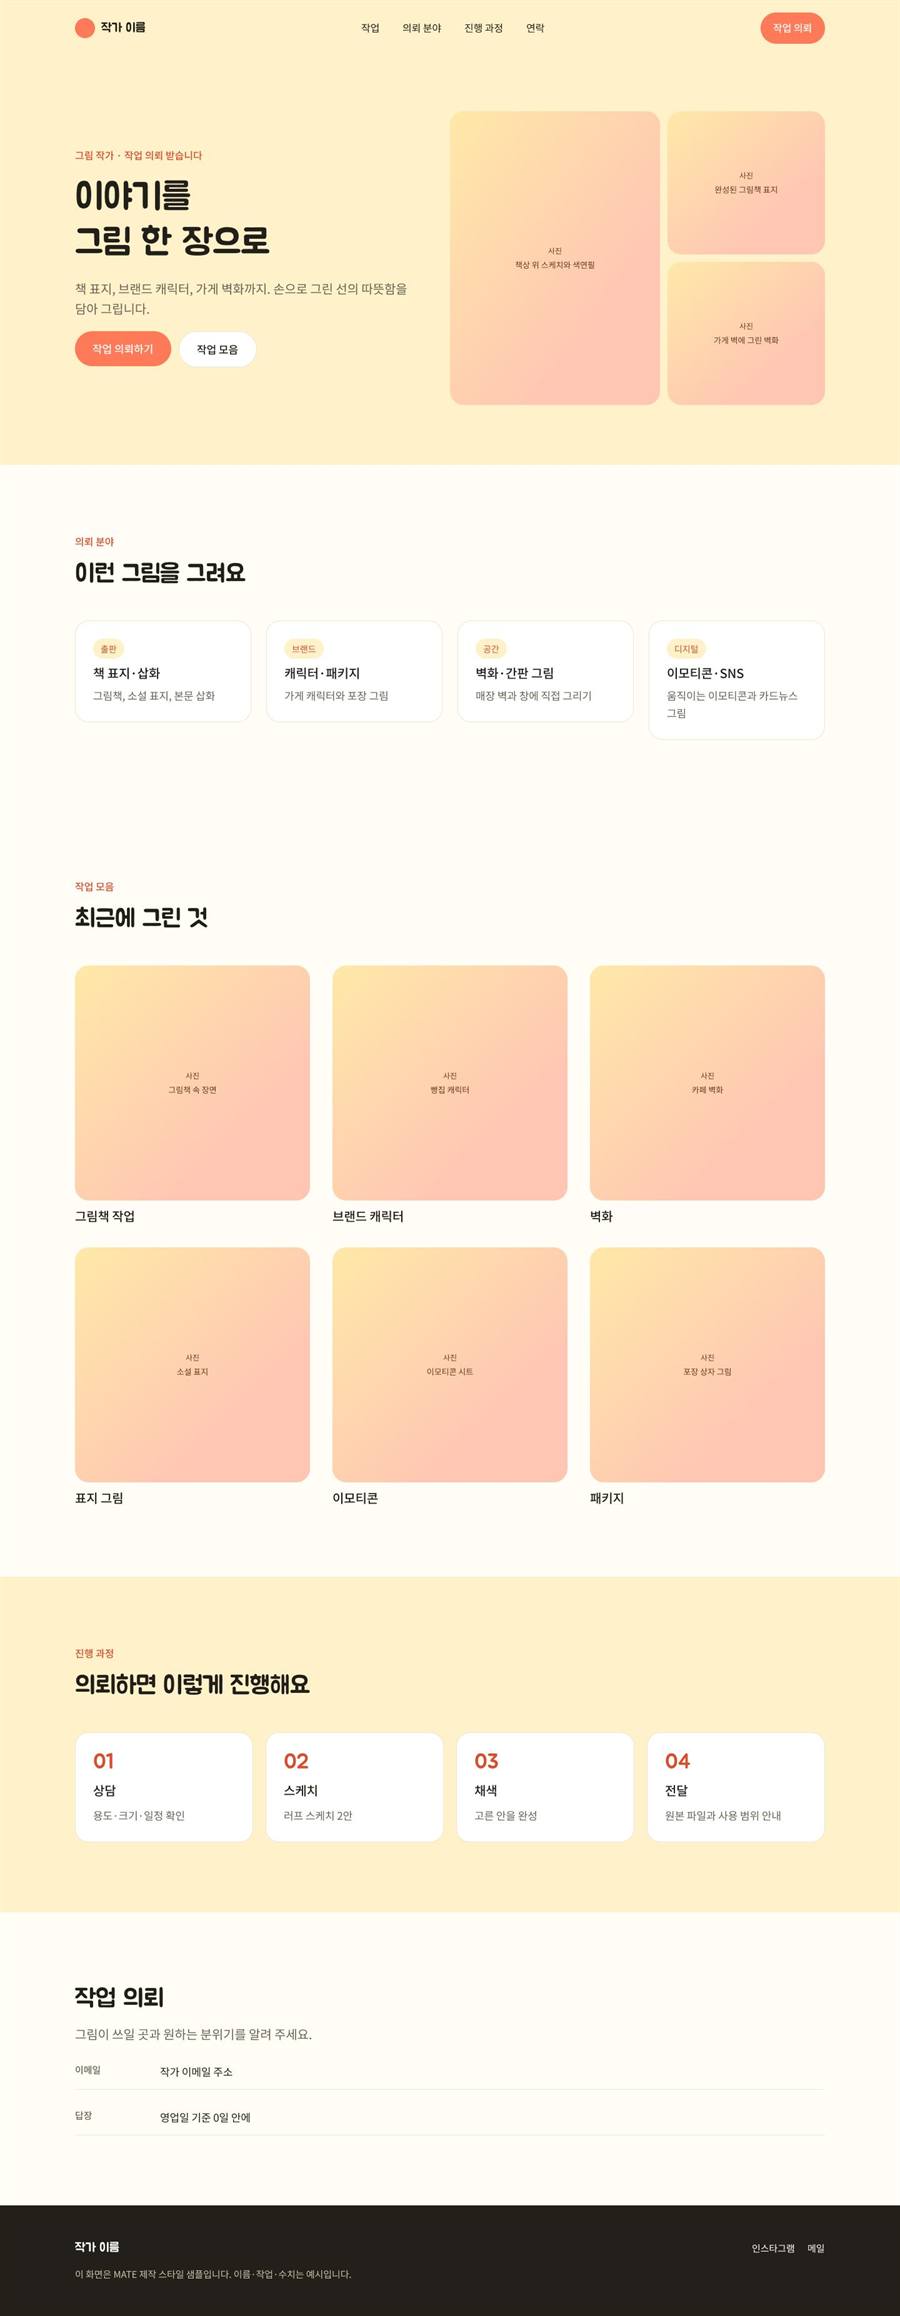 작가 이름
작업
의뢰 분야
진행 과정
연락
작업 의뢰
그림 작가 · 작업 의뢰 받습니다
이야기를
그림 한 장으로
책 표지, 브랜드 캐릭터, 가게 벽화까지. 손으로 그린 선의 따뜻함을
담아 그립니다.
작업 의뢰하기
작업 모음
사진
책상 위 스케치와 색연필
사진
완성된 그림책 표지
사진
가게 벽에 그린 벽화
의뢰 분야
이런 그림을 그려요
출판
책 표지·삽화
그림책, 소설 표지, 본문 삽화
브랜드
캐릭터·패키지
가게 캐릭터와 포장 그림
공간
벽화·간판 그림
매장 벽과 창에 직접 그리기
디지털
이모티콘·SNS
움직이는 이모티콘과 카드뉴스
그림
작업 모음
최근에 그린 것
사진
그림책 속 장면
그림책 작업
사진
빵집 캐릭터
브랜드 캐릭터
사진
카페 벽화
벽화
사진
소설 표지
표지 그림
사진
이모티콘 시트
이모티콘
사진
포장 상자 그림
패키지
진행 과정
의뢰하면 이렇게 진행해요
01
상담
용도·크기·일정 확인
02
스케치
러프 스케치 2안
03
채색
고른 안을 완성
04
전달
원본 파일과 사용 범위 안내
작업 의뢰
그림이 쓰일 곳과 원하는 분위기를 알려 주세요.
이메일
작가 이메일 주소
답장
영업일 기준 0일 안에
작가 이름
이 화면은 MATE 제작 스타일 샘플입니다. 이름·작업·수치는 예시입니다.
인스타그램
메일